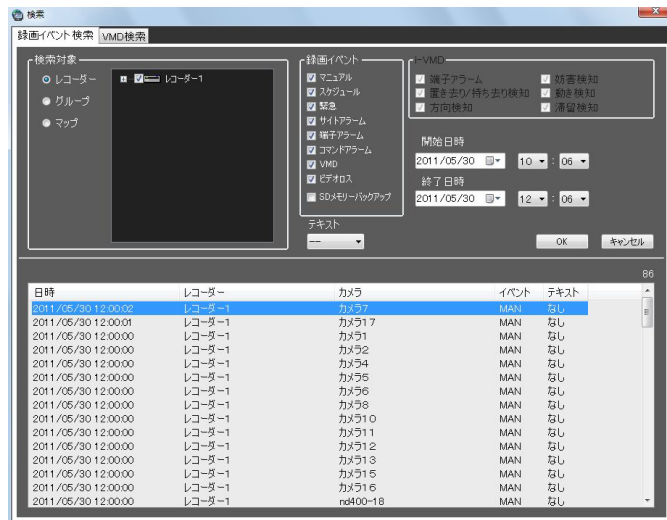 検索
録画イベント検索 VMD検索
検索対象
レコーダー
グループ
マップ
レコーダー1
録画イベント
マニュアル
スケジュール
緊急
サイトアラーム
端子アラーム
コマンドアラーム
VMD
ビデオロス
SDメモリーバックアップ
テキスト
--
i-VMD
端子アラーム 妨害検知
置き去り/持ち去り検知 動き検知
方向検知 滞留検知
開始日時
2011/05/30 10 : 06
終了日時
2011/05/30 12 : 06
OK キャンセル
86
日時 レコーダー カメラ イベント テキスト
2011/05/30 12:00:02 レコーダー1 カメラ7 MAN なし
2011/05/30 12:00:01 レコーダー1 カメラ17 MAN なし
2011/05/30 12:00:00 レコーダー1 カメラ1 MAN なし
2011/05/30 12:00:00 レコーダー1 カメラ2 MAN なし
2011/05/30 12:00:00 レコーダー1 カメラ4 MAN なし
2011/05/30 12:00:00 レコーダー1 カメラ5 MAN なし
2011/05/30 12:00:00 レコーダー1 カメラ6 MAN なし
2011/05/30 12:00:00 レコーダー1 カメラ8 MAN なし
2011/05/30 12:00:00 レコーダー1 カメラ10 MAN なし
2011/05/30 12:00:00 レコーダー1 カメラ11 MAN なし
2011/05/30 12:00:00 レコーダー1 カメラ12 MAN なし
2011/05/30 12:00:00 レコーダー1 カメラ13 MAN なし
2011/05/30 12:00:00 レコーダー1 カメラ15 MAN なし
2011/05/30 12:00:00 レコーダー1 カメラ16 MAN なし
2011/05/30 12:00:00 レコーダー1 nd400-18 MAN なし